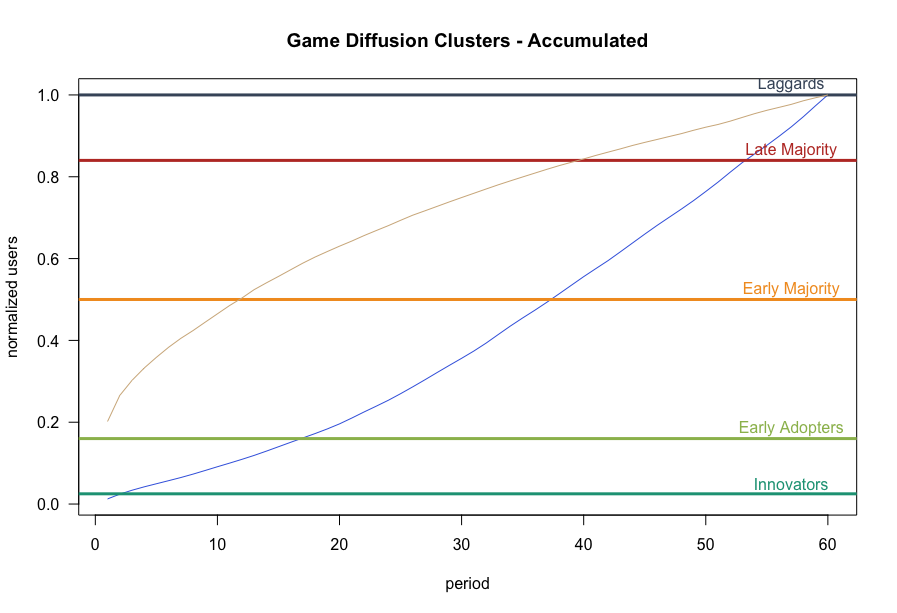 Game Diffusion Clusters - Accumulated
Laggards
1.0
Late Majority
0.8
normalized users
0.6
Early Majority
0.4
0.2
Early Adopters
Innovators
0.0
0 10 20 30 40 50 60
period